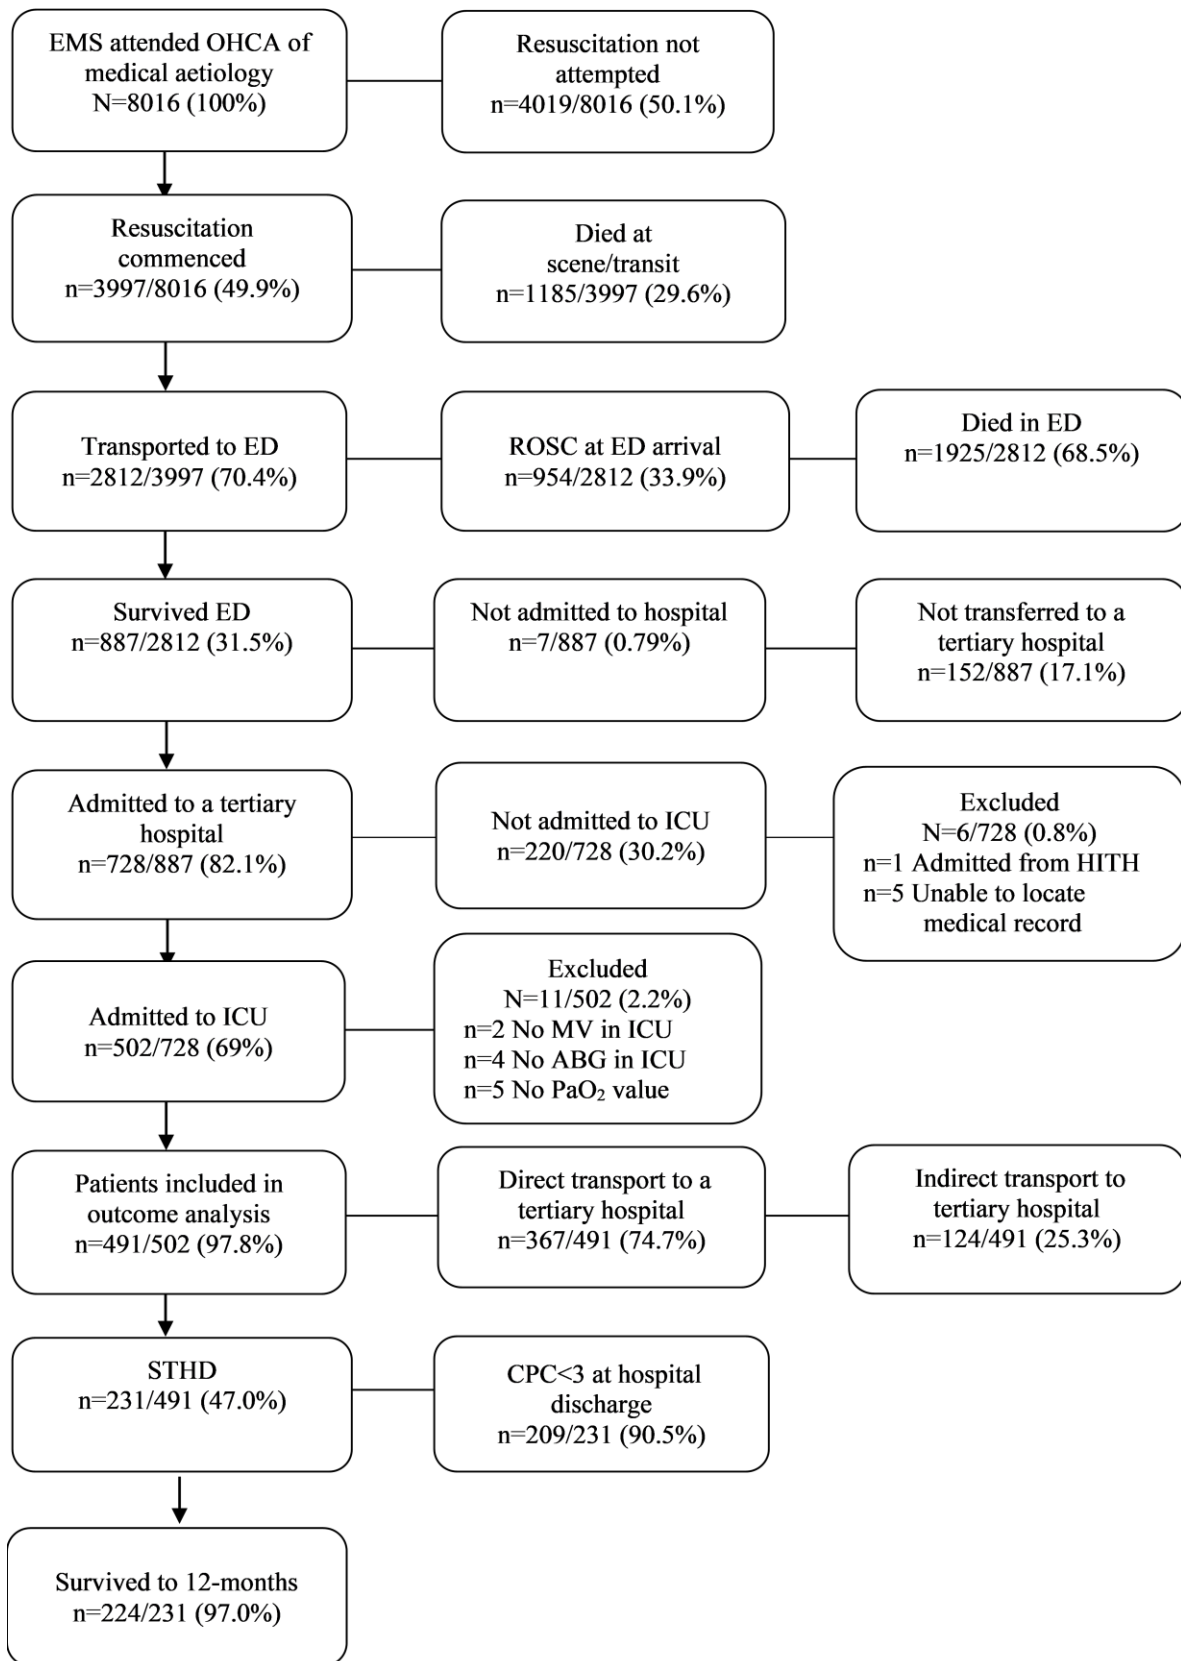 EMS attended OHCA of
medical aetiology
N=8016 (100%)
Resuscitation not
attempted
n=4019/8016 (50.1%)
Resuscitation
commenced
n=3997/8016 (49.9%)
Died at
scene/transit
n=1185/3997 (29.6%)
Transported to ED
n=2812/3997 (70.4%)
ROSC at ED arrival
n=954/2812 (33.9%)
Died in ED
n=1925/2812 (68.5%)
Survived ED
n=887/2812 (31.5%)
Not admitted to hospital
n=7/887 (0.79%)
Not transferred to a
tertiary hospital
n=152/887 (17.1%)
Admitted to a tertiary
hospital
n=728/887 (82.1%)
Not admitted to ICU
n=220/728 (30.2%)
Excluded
N=6/728 (0.8%)
n=1 Admitted from HITH
n=5 Unable to locate
medical record
Admitted to ICU
n=502/728 (69%)
Excluded
N=11/502 (2.2%)
n=2 No MV in ICU
n=4 No ABG in ICU
n=5 No PaO₂ value
Patients included in
outcome analysis
n=491/502 (97.8%)
Direct transport to a
tertiary hospital
n=367/491 (74.7%)
Indirect transport to
tertiary hospital
n=124/491 (25.3%)
STHD
n=231/491 (47.0%)
CPC<3 at hospital
discharge
n=209/231 (90.5%)
Survived to 12-months
n=224/231 (97.0%)